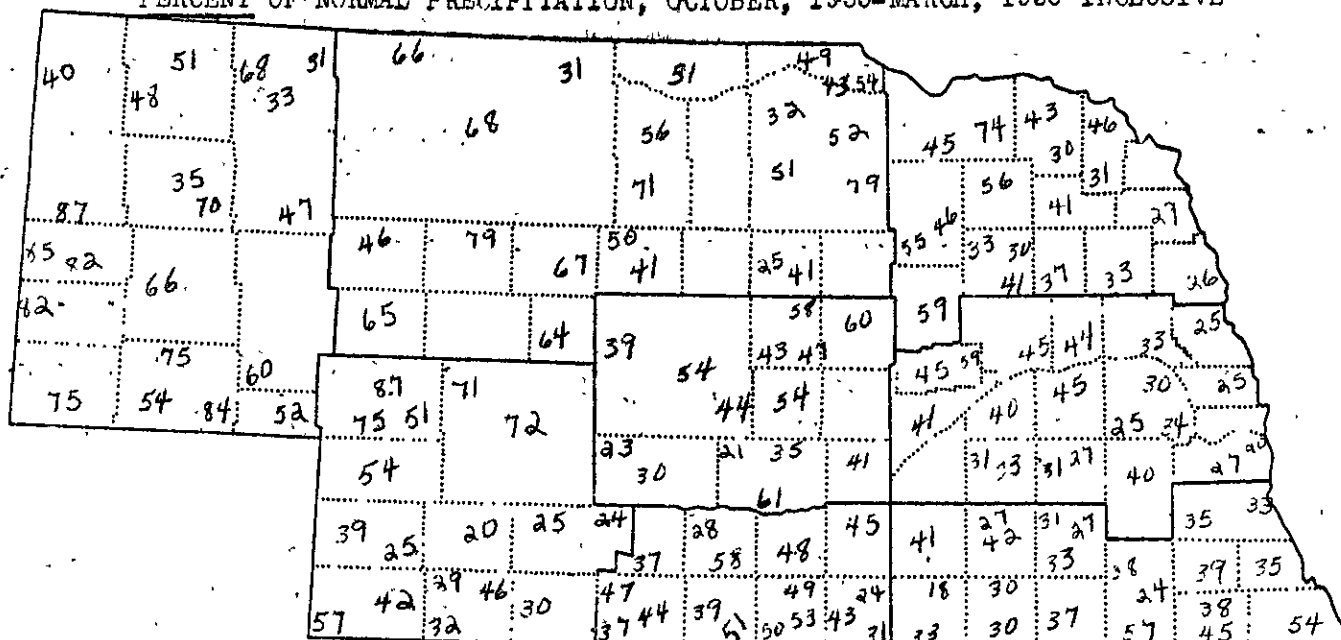 PERCENT OF NORMAL PRECIPITATION, OCTOBER, MARCH, INCLUSIVE
40 51 68 31 66 31 31 49
48 33 43 54
68 56 32 52 45 74 43 46
30
35 71 51 79 56 31
87 70 47 41 27
46 79 50 55 46 33 30
82 67 41 25 41 41 37 33 26
66
82 65 64 39 58 60 59 25
75 60 54 43 43 45 59 45 44 33
75 54 84 52 87 71 44 54 41 40 45 30 25
75 51 72 25 34
54 23 30 21 35 41 31 33 31 27 40 27 20
61
39 25 20 25 24 28 45 41 27 31 27 35 33
37 58 48 42 33
57 42 39 46 30 47 49 24 18 30 38 24 39 35
32 37 44 39 51 50 53 43 31 33 30 37 57 38 45 54